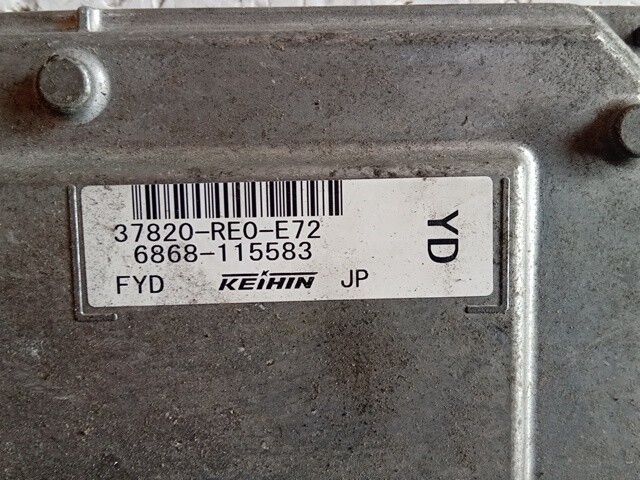 37820-RE0-E72
6868-115583
FYD KEIHIN JP
YD